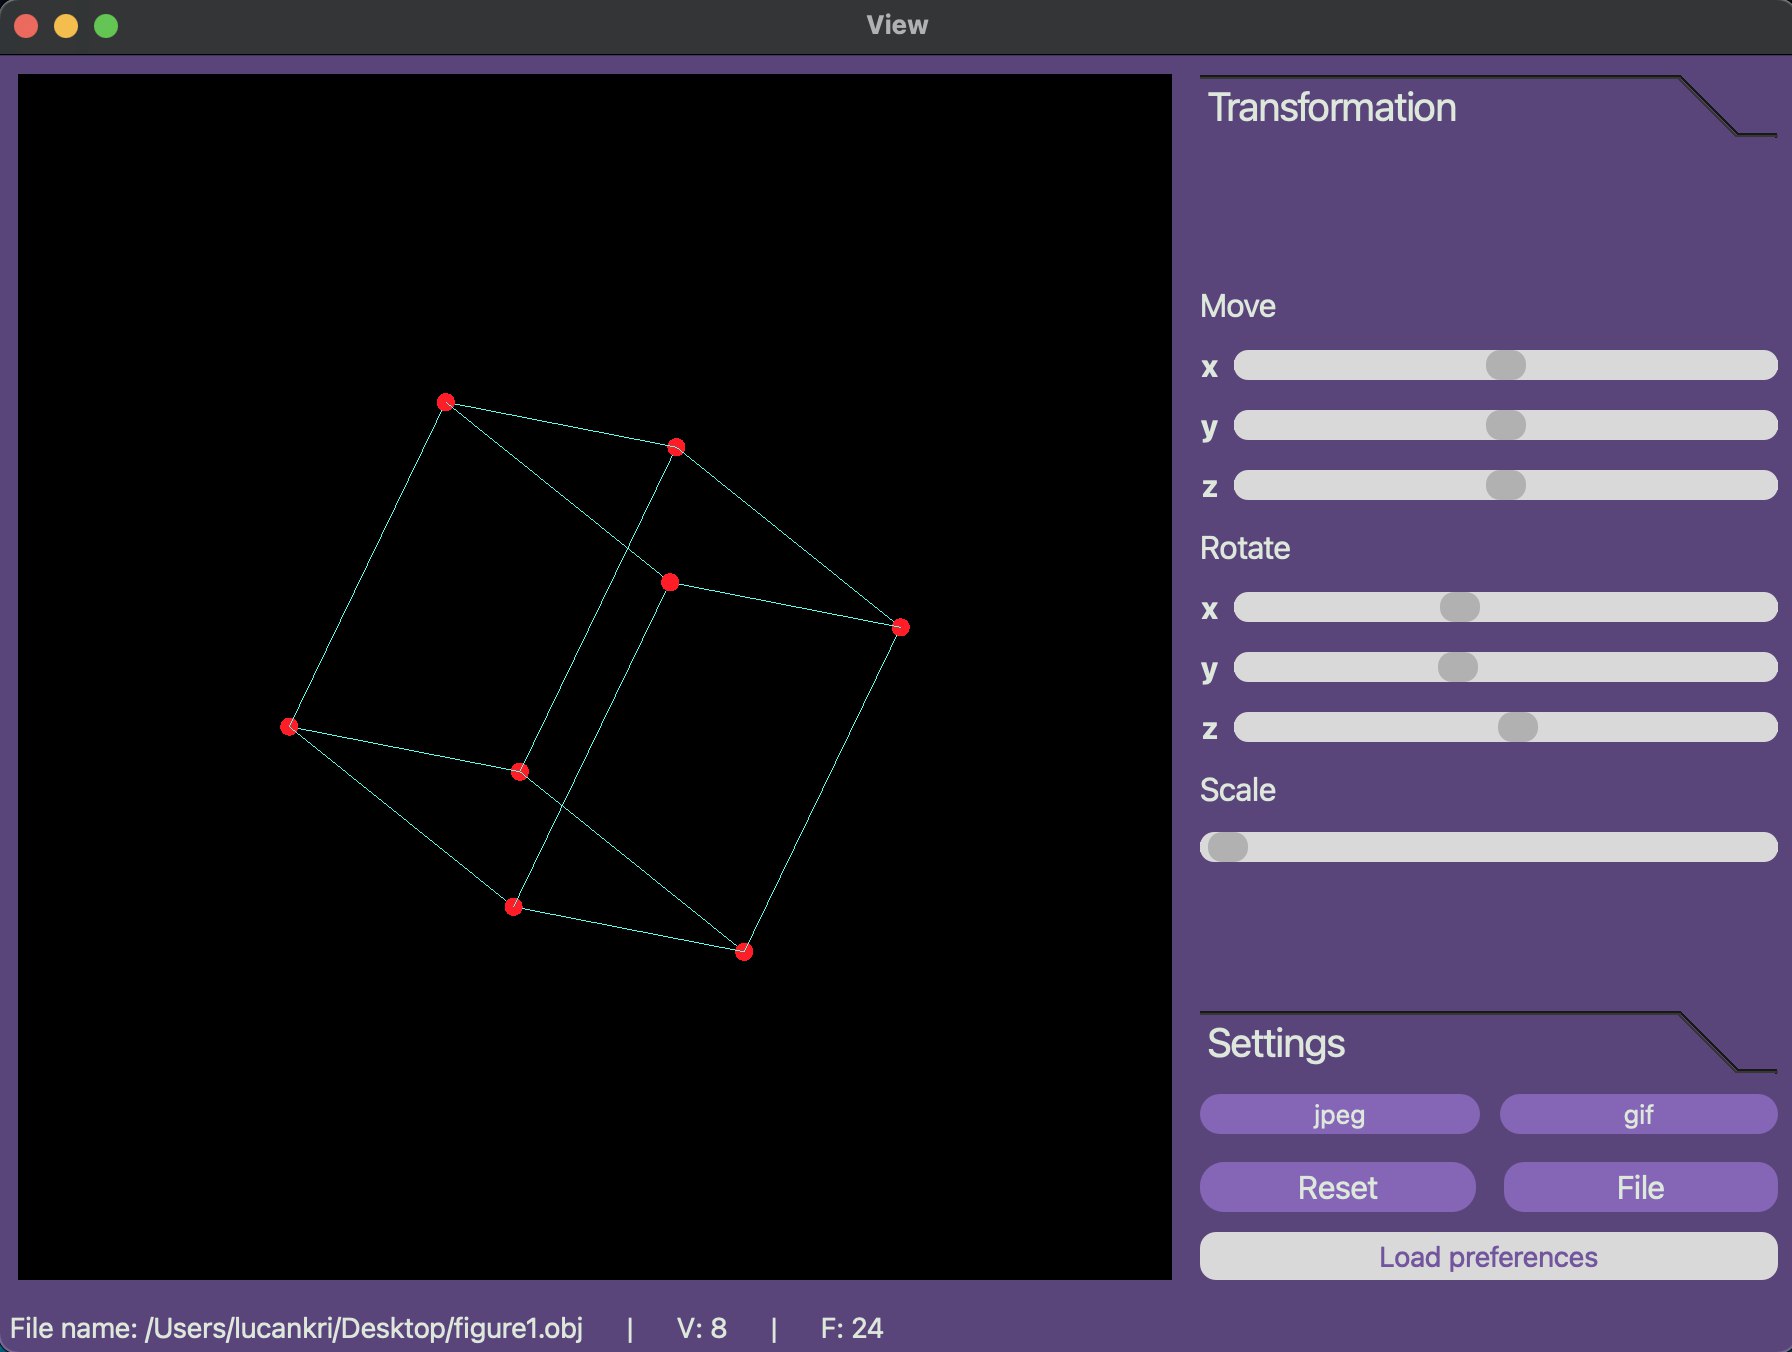 View
Transformation
Move
x
y
z
Rotate
x
y
z
Scale
Settings
jpeg gif
Reset File
Load preferences
File name: /Users/lucankri/Desktop/figure1.obj | V: 8 | F: 24